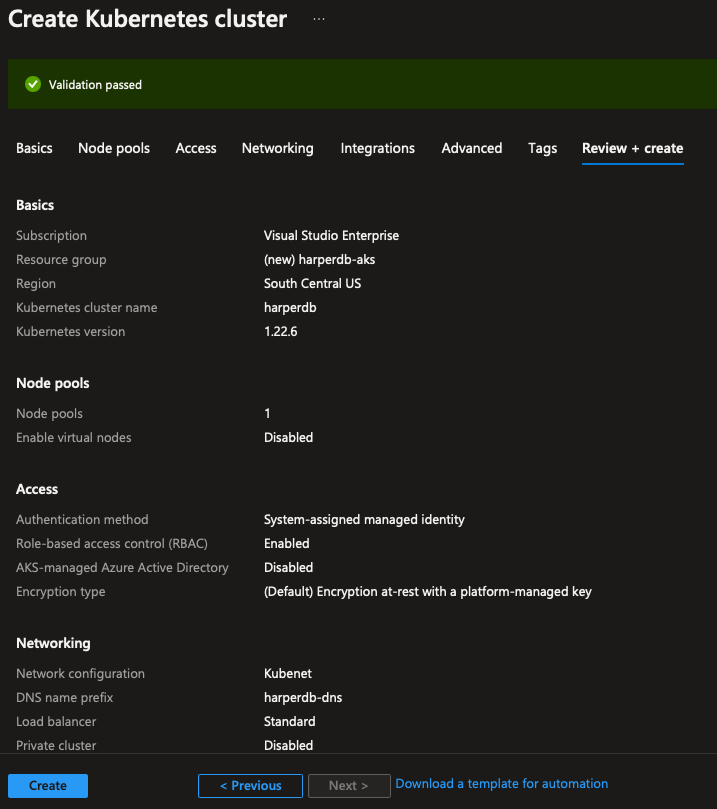 Create Kubernetes cluster ...
Validation passed
Basics Node pools Access Networking Integrations Advanced Tags Review + create
Basics
Subscription Visual Studio Enterprise
Resource group (new) harperdb-aks
Region South Central US
Kubernetes cluster name harperdb
Kubernetes version 1.22.6
Node pools
Node pools 1
Enable virtual nodes Disabled
Access
Authentication method System-assigned managed identity
Role-based access control (RBAC) Enabled
AKS-managed Azure Active Directory Disabled
Encryption type (Default) Encryption at-rest with a platform-managed key
Networking
Network configuration Kubenet
DNS name prefix harperdb-dns
Load balancer Standard
Private cluster Disabled
Create < Previous Next > Download a template for automation